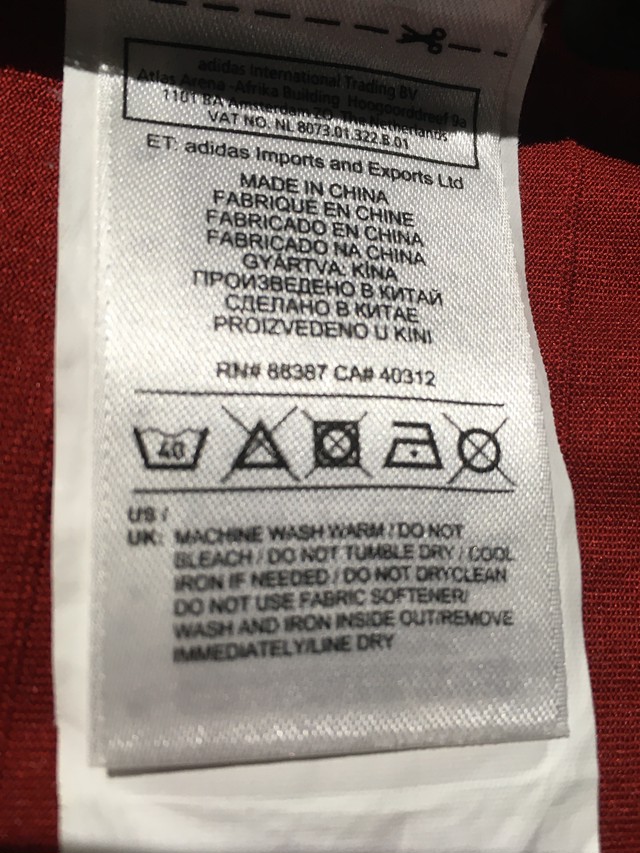 adidas International Trading BV
Atlas Arena -Afrika Building Hoogoorddreef 9a
1101 BA Amsterdam ZO The Netherlands
VAT NO. NL 8073.01.322.B.01
ET: adidas Imports and Exports Ltd
MADE IN CHINA
FABRIQUE EN CHINE
FABRICADO EN CHINA
FABRICADO NA CHINA
GYÁRTVA: KÍNA
ПРОИЗВЕДЕНО В КИТАЙ
СДЕЛАНО В КИТАЕ
PROIZVEDENO U KINI
RN# 88387 CA# 40312
40
US /
UK: MACHINE WASH WARM / DO NOT
BLEACH / DO NOT TUMBLE DRY / COOL
IRON IF NEEDED / DO NOT DRYCLEAN
DO NOT USE FABRIC SOFTENER/
WASH AND IRON INSIDE OUT/REMOVE
IMMEDIATELY/LINE DRY